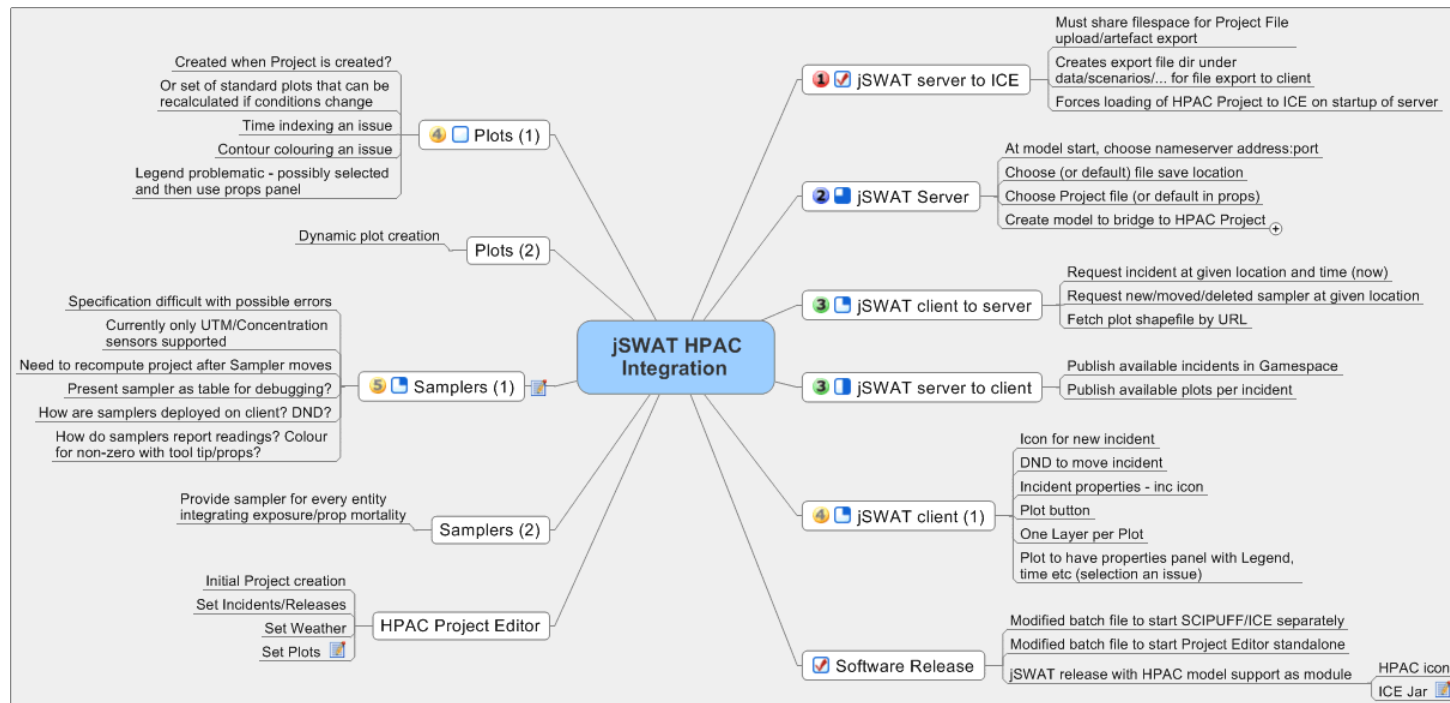 jSWAT HPAC
Integration
1 jSWAT server to ICE
Must share filespace for Project File
upload/artefact export
Creates export file dir under
data/scenarios/... for file export to client
Forces loading of HPAC Project to ICE on startup of server
2 jSWAT Server
At model start, choose nameserver address:port
Choose (or default) file save location
Choose Project file (or default in props)
Create model to bridge to HPAC Project
3 jSWAT client to server
Request incident at given location and time (now)
Request new/moved/deleted sampler at given location
Fetch plot shapefile by URL
3 jSWAT server to client
Publish available incidents in Gamespace
Publish available plots per incident
4 jSWAT client (1)
Icon for new incident
DND to move incident
Incident properties - inc icon
Plot button
One Layer per Plot
Plot to have properties panel with Legend,
time etc (selection an issue)
Software Release
Modified batch file to start SCIPUFF/ICE separately
Modified batch file to start Project Editor standalone
jSWAT release with HPAC model support as module
HPAC icon
ICE Jar
4 Plots (1)
Created when Project is created?
Or set of standard plots that can be
recalculated if conditions change
Time indexing an issue
Contour colouring an issue
Legend problematic - possibly selected
and then use props panel
Plots (2)
Dynamic plot creation
5 Samplers (1)
Specification difficult with possible errors
Currently only UTM/Concentration
sensors supported
Need to recompute project after Sampler moves
Present sampler as table for debugging?
How are samplers deployed on client? DND?
How do samplers report readings? Colour
for non-zero with tool tip/props?
Samplers (2)
Provide sampler for every entity
integrating exposure/prop mortality
HPAC Project Editor
Initial Project creation
Set Incidents/Releases
Set Weather
Set Plots